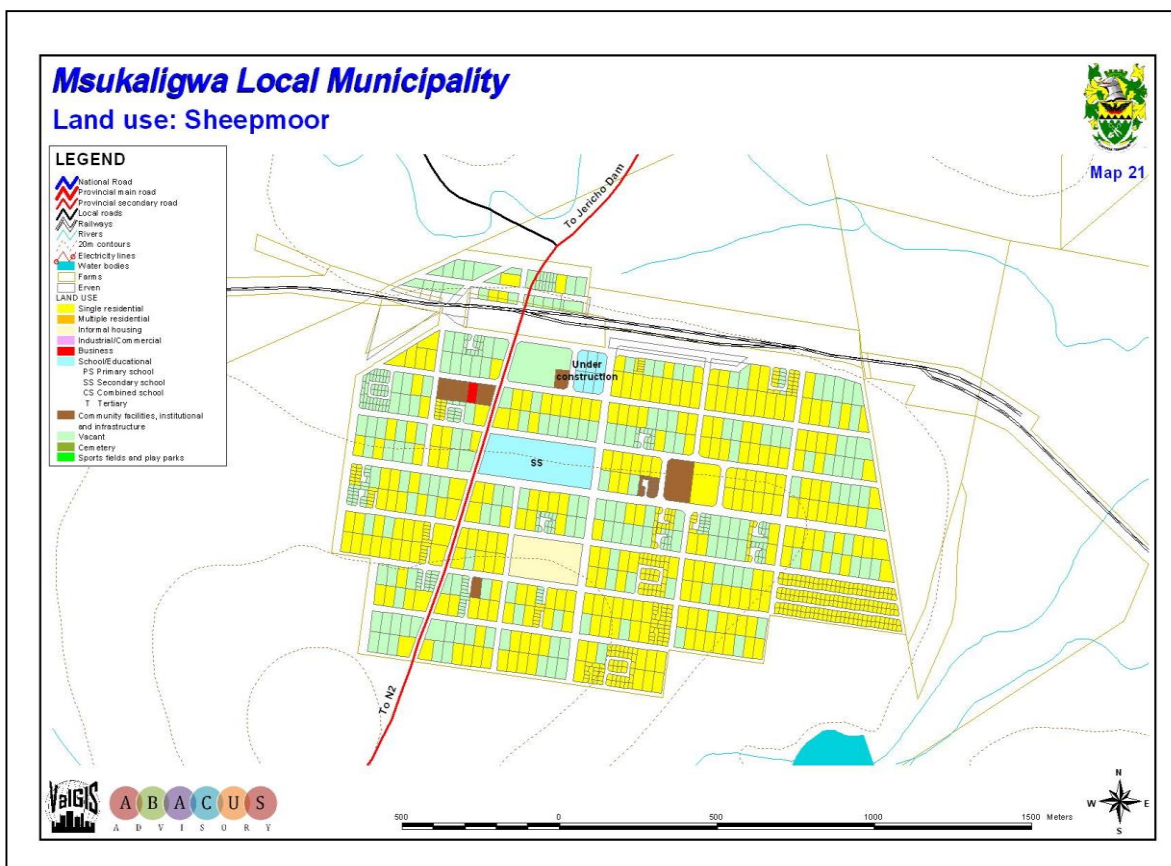 Msukaligwa Local Municipality
Land use: Sheepmoor
Map 21
LEGEND
National Road
Provincial main road
Provincial secondary road
Local roads
Railways
Rivers
20m contours
Electricity lines
Water bodies
Farms
Erven
LAND USE
Single residential
Multiple residential
Informal housing
Industrial/Commercial
Business
School/Educational
PS Primary school
SS Secondary school
CS Combined school
T Tertiary
Community facilities, institutional
and infrastructure
Vacant
Cemetery
Sports fields and play parks
To Jericho Dam
Under
construction
SS
To N2
ValGIS
ABACUS
ADVISORY
500 0 500 1000 1500 Meters
N
W E
S